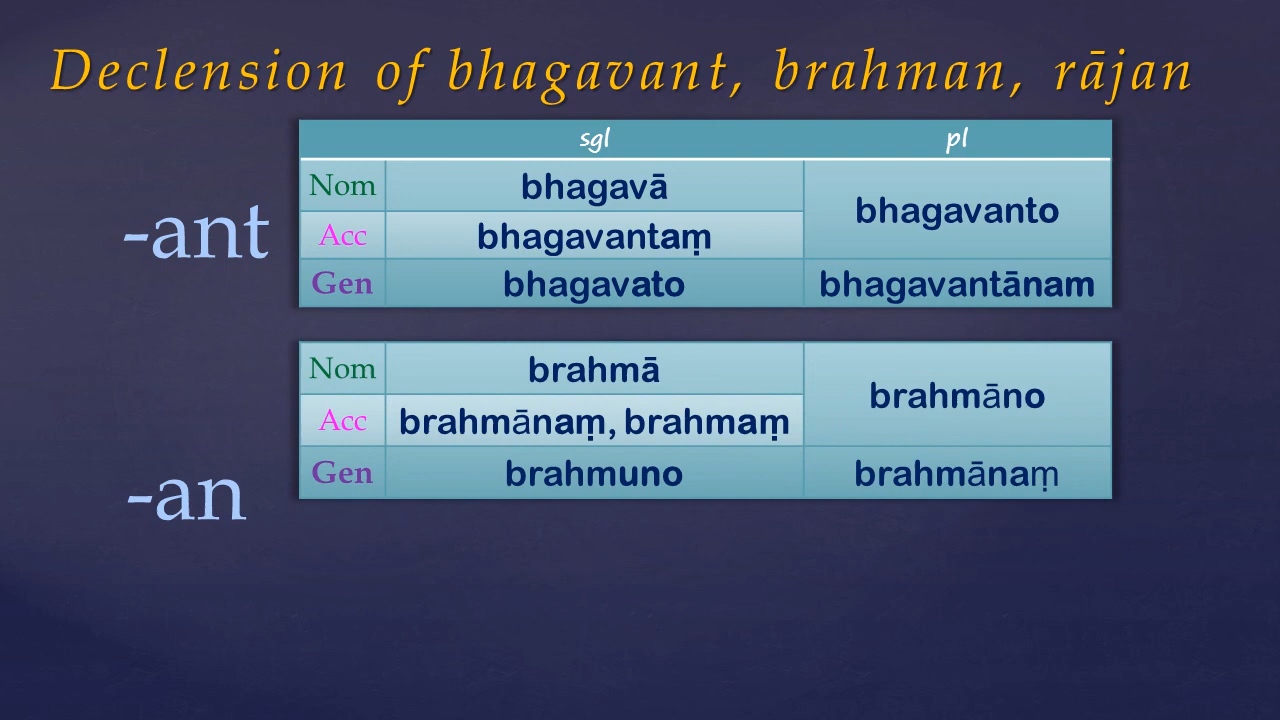 Declension of bhagavant, brahman, rājan
sgl pl
-ant
Nom bhagavā bhagavanto
Acc bhagavantaṃ
Gen bhagavato bhagavantānam
-an
Nom brahmā brahmāno
Acc brahmānaṃ, brahmaṃ
Gen brahmuno brahmānaṃ